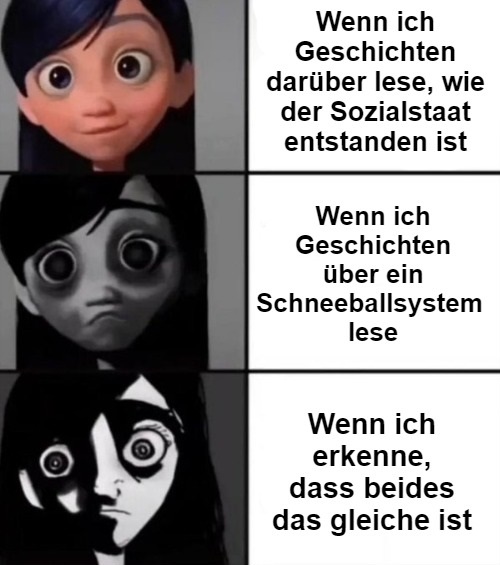 Wenn ich
Geschichten
darüber lese, wie
der Sozialstaat
entstanden ist
Wenn ich
Geschichten
über ein
Schneeballsystem
lese
Wenn ich
erkenne,
dass beides
das gleiche ist